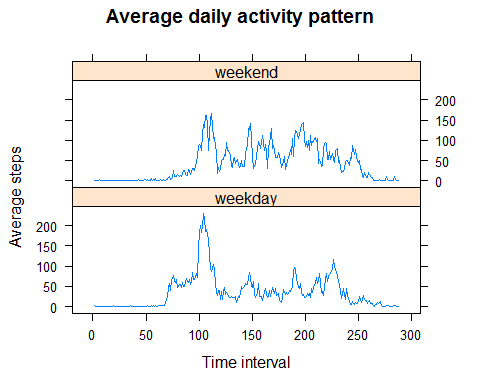 Average daily activity pattern
weekend
200
150
100
50
0
weekday
200
150
100
50
0
0 50 100 150 200 250 300
Time interval
Average steps